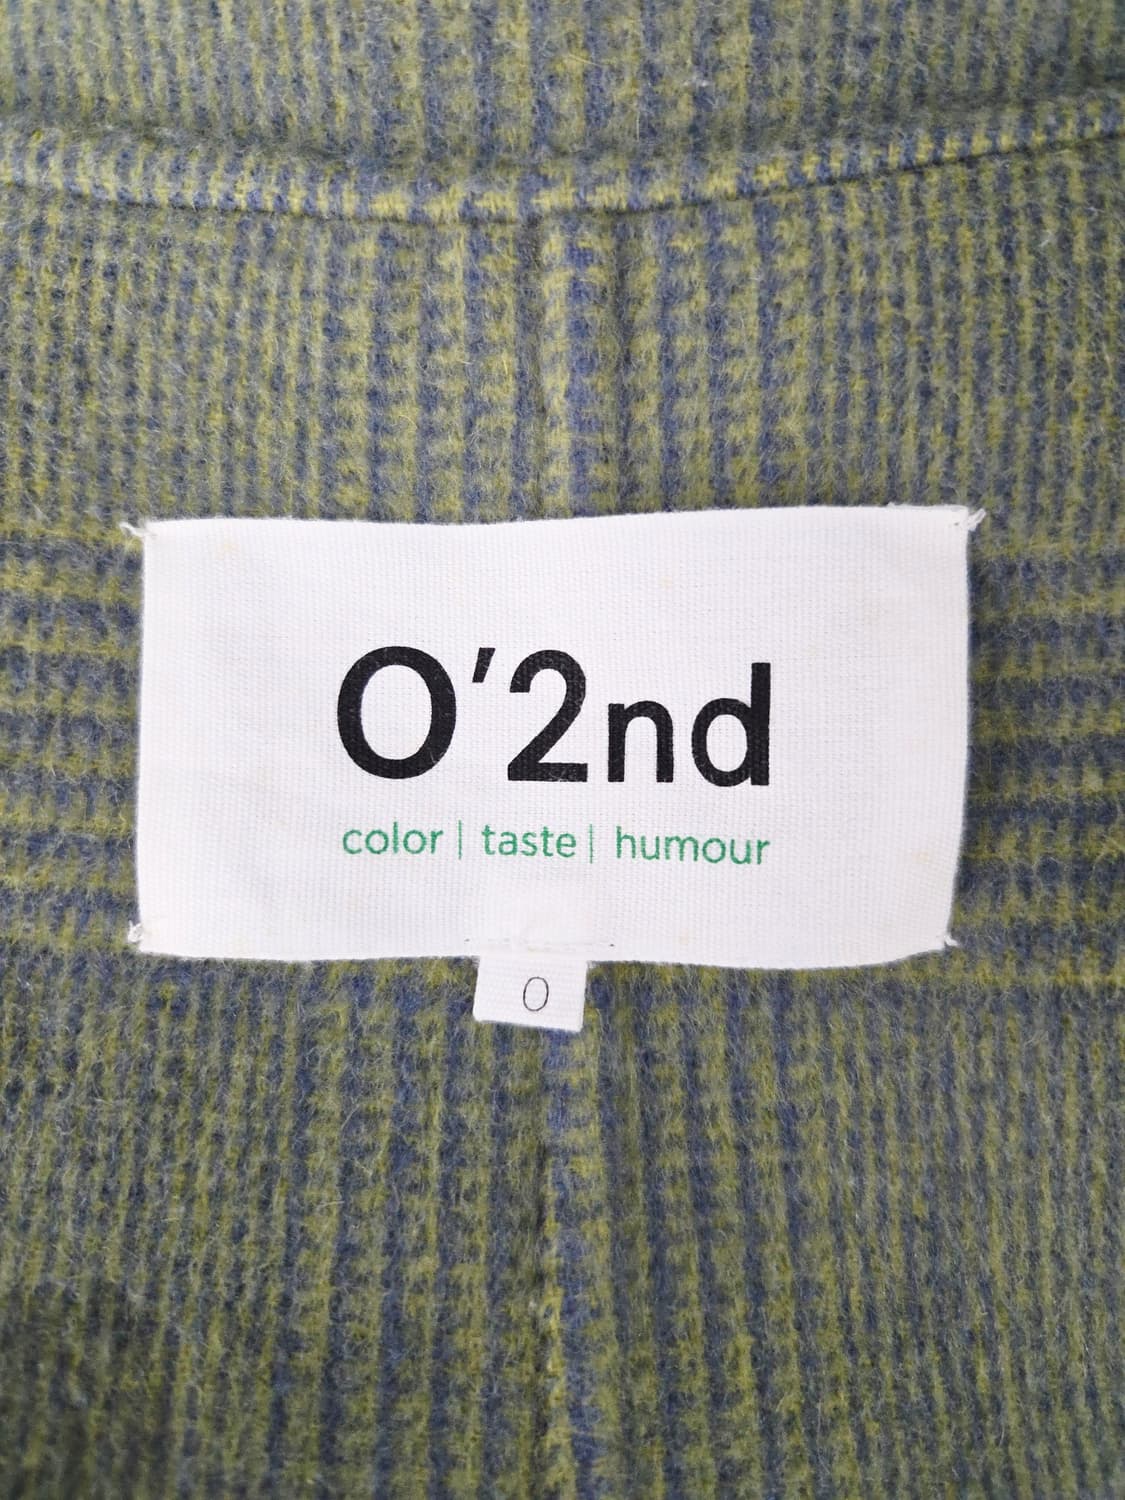 O'2nd
color | taste | humour
0